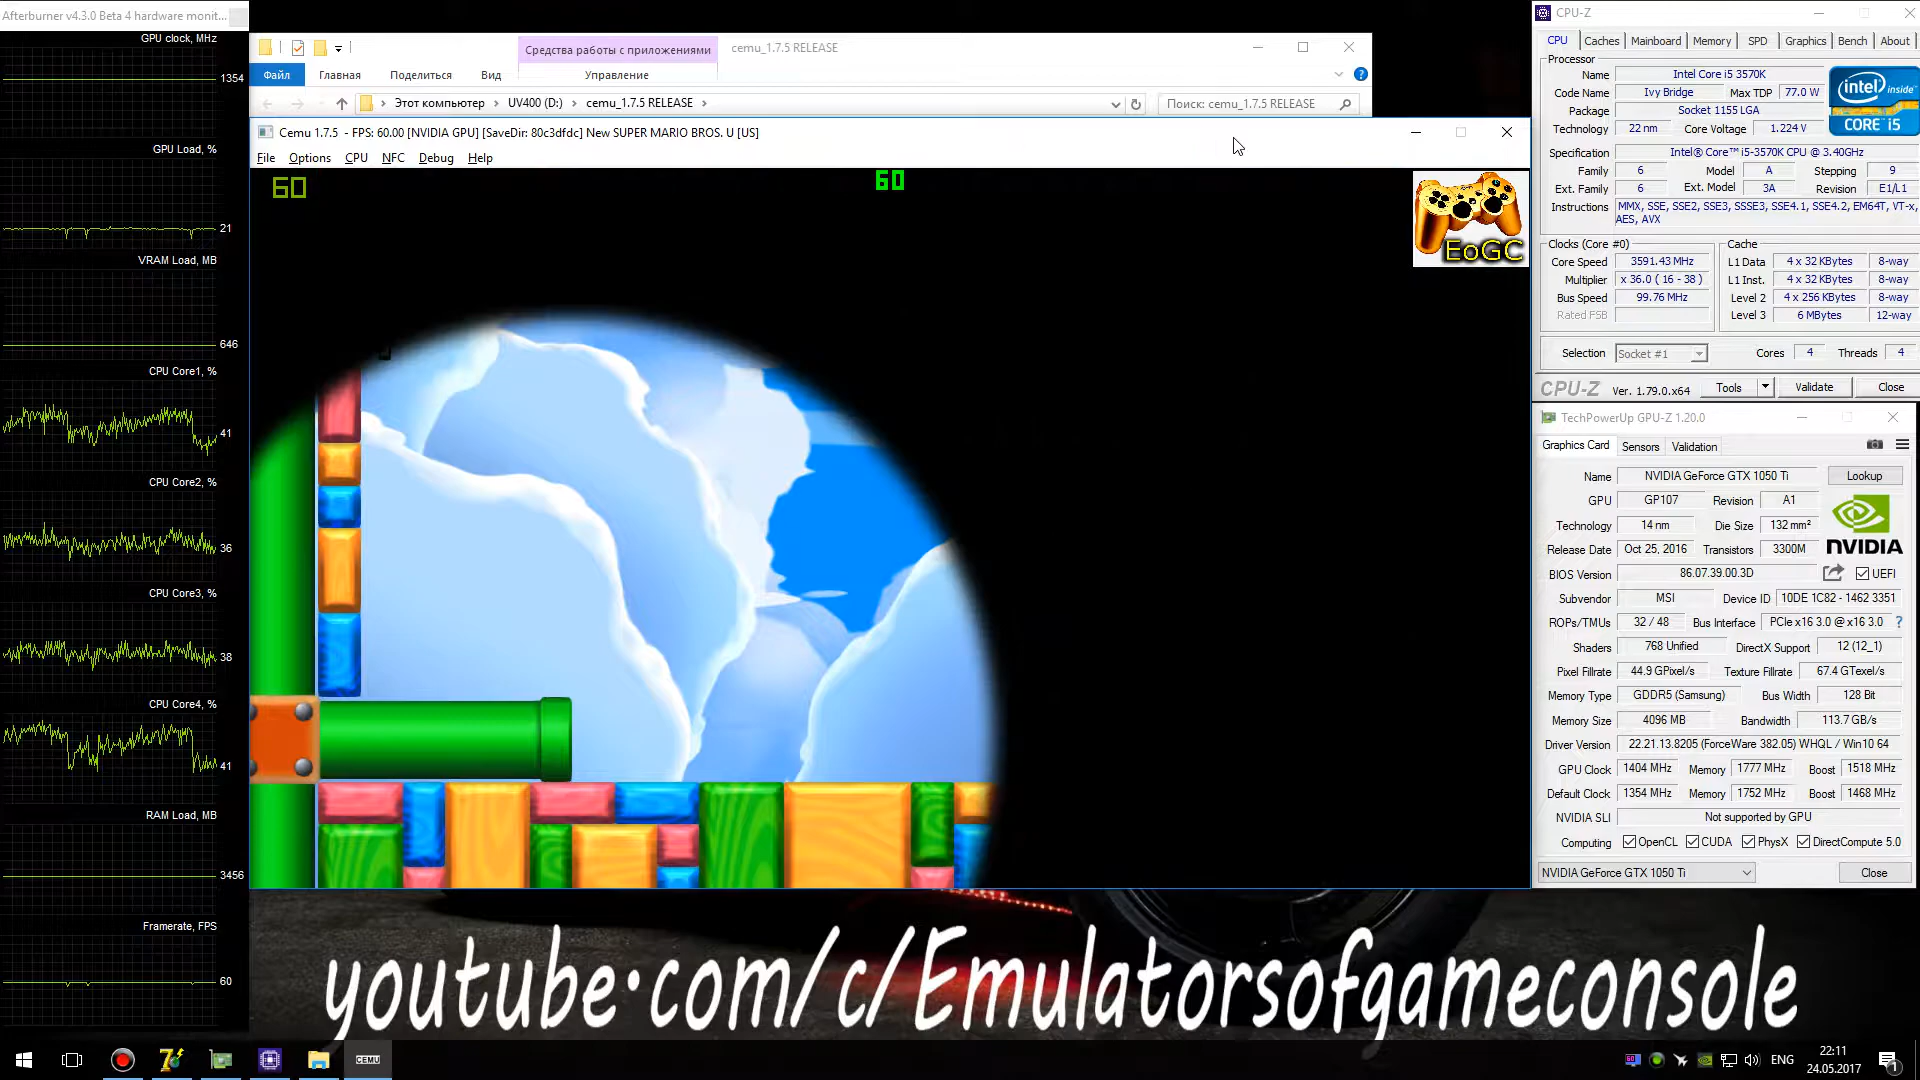 Afterburner v4.3.0 Beta 4 hardware monit...
GPU clock, MHz
1354
GPU Load, %
21
VRAM Load, MB
646
CPU Core1, %
41
CPU Core2, %
36
CPU Core3, %
38
CPU Core4, %
41
RAM Load, MB
3456
Framerate, FPS
60
Средства работы с приложениями
cemu_1.7.5 RELEASE
Файл
Главная
Поделиться
Вид
Управление
Этот компьютер
UV400 (D:)
cemu_1.7.5 RELEASE
Поиск: cemu_1.7.5 RELEASE
Cemu 1.7.5 - FPS: 60.00 [NVIDIA GPU] [SaveDir: 80c3dfdc] New SUPER MARIO BROS. U [US]
File Options CPU NFC Debug Help
60
60
EoGC
CPU-Z
CPU Caches Mainboard Memory SPD Graphics Bench About
Processor
Name Intel Core i5 3570K
Code Name Ivy Bridge Max TDP 77.0 W
Package Socket 1155 LGA
Technology 22 nm Core Voltage 1.224 V
intel inside
CORE i5
Specification Intel® Core™ i5-3570K CPU @ 3.40GHz
Family 6 Model A Stepping 9
Ext. Family 6 Ext. Model 3A Revision E1/L1
Instructions MMX, SSE, SSE2, SSE3, SSSE3, SSE4.1, SSE4.2, EM64T, VT-x,
AES, AVX
Clocks (Core #0)
Core Speed 3591.43 MHz
Multiplier x 36.0 ( 16 - 38 )
Bus Speed 99.76 MHz
Rated FSB
Cache
L1 Data 4 x 32 KBytes 8-way
L1 Inst. 4 x 32 KBytes 8-way
Level 2 4 x 256 KBytes 8-way
Level 3 6 MBytes 12-way
Selection Socket #1 Cores 4 Threads 4
CPU-Z Ver. 1.79.0.x64 Tools Validate Close
TechPowerUp GPU-Z 1.20.0
Graphics Card Sensors Validation
Name NVIDIA GeForce GTX 1050 Ti Lookup
GPU GP107 Revision A1
Technology 14 nm Die Size 132 mm²
Release Date Oct 25, 2016 Transistors 3300M
NVIDIA
BIOS Version 86.07.39.00.3D UEFI
Subvendor MSI Device ID 10DE 1C82 - 1462 3351
ROPs/TMUs 32 / 48 Bus Interface PCIe x16 3.0 @ x16 3.0 ?
Shaders 768 Unified DirectX Support 12 (12_1)
Pixel Fillrate 44.9 GPixel/s Texture Fillrate 67.4 GTexel/s
Memory Type GDDR5 (Samsung) Bus Width 128 Bit
Memory Size 4096 MB Bandwidth 113.7 GB/s
Driver Version 22.21.13.8205 (ForceWare 382.05) WHQL / Win10 64
GPU Clock 1404 MHz Memory 1777 MHz Boost 1518 MHz
Default Clock 1354 MHz Memory 1752 MHz Boost 1468 MHz
NVIDIA SLI Not supported by GPU
Computing OpenCL CUDA PhysX DirectCompute 5.0
NVIDIA GeForce GTX 1050 Ti Close
youtube.com/c/Emulatorsofgameconsole
CEMU
60
ENG
22:11
24.05.2017
1